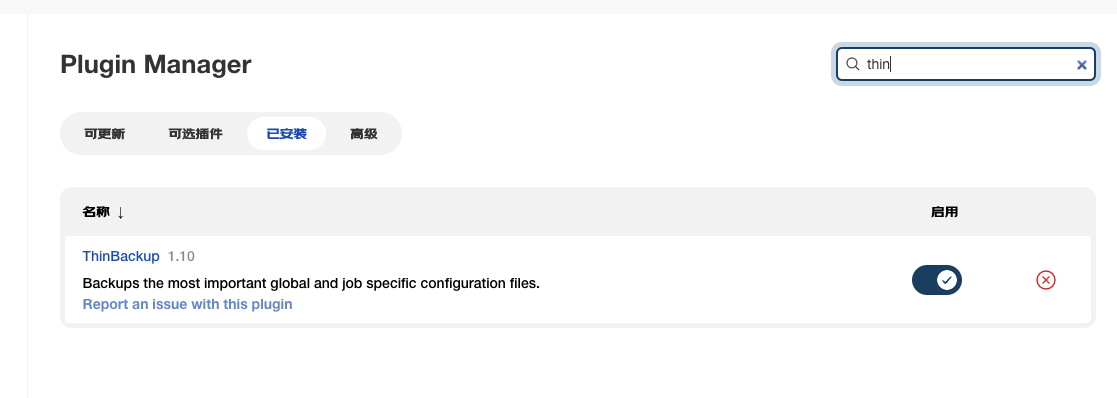 Plugin Manager
thin
可更新 可选插件 已安装 高级
名称 ↓ 启用
ThinBackup 1.10
Backups the most important global and job specific configuration files.
Report an issue with this plugin